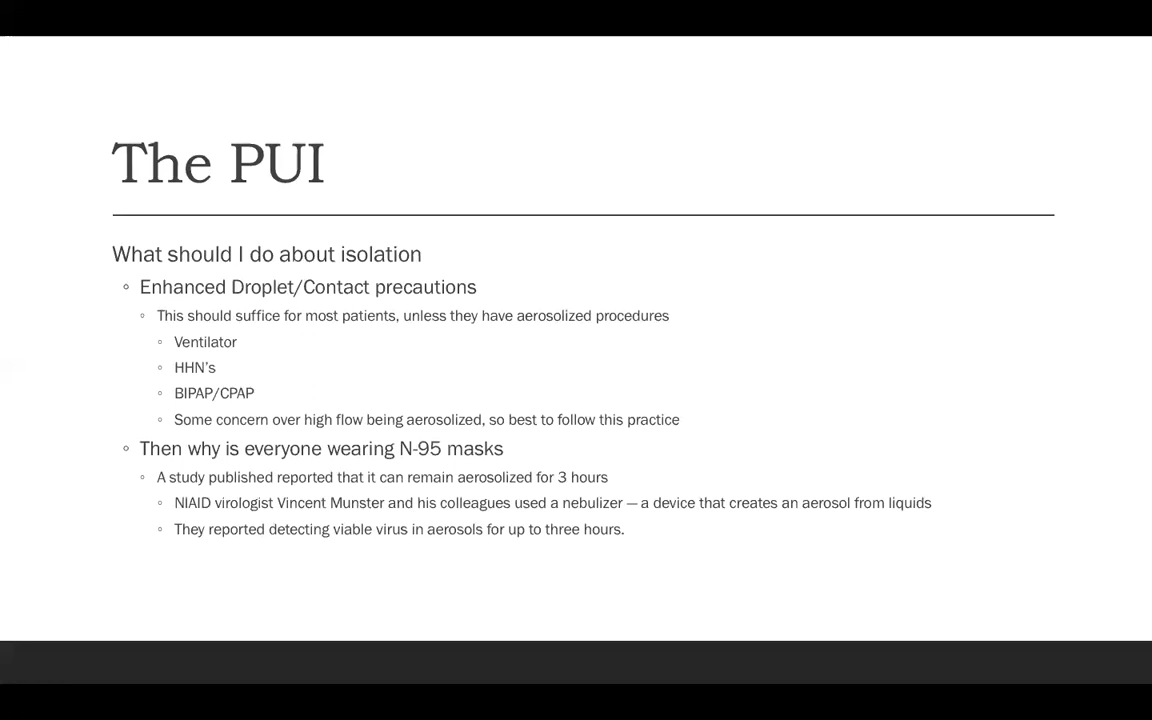 The PUI
What should I do about isolation
◦ Enhanced Droplet/Contact precautions
◦ This should suffice for most patients, unless they have aerosolized procedures
◦ Ventilator
◦ HHN's
◦ BIPAP/CPAP
◦ Some concern over high flow being aerosolized, so best to follow this practice
◦ Then why is everyone wearing N-95 masks
◦ A study published reported that it can remain aerosolized for 3 hours
◦ NIAID virologist Vincent Munster and his colleagues used a nebulizer — a device that creates an aerosol from liquids
◦ They reported detecting viable virus in aerosols for up to three hours.